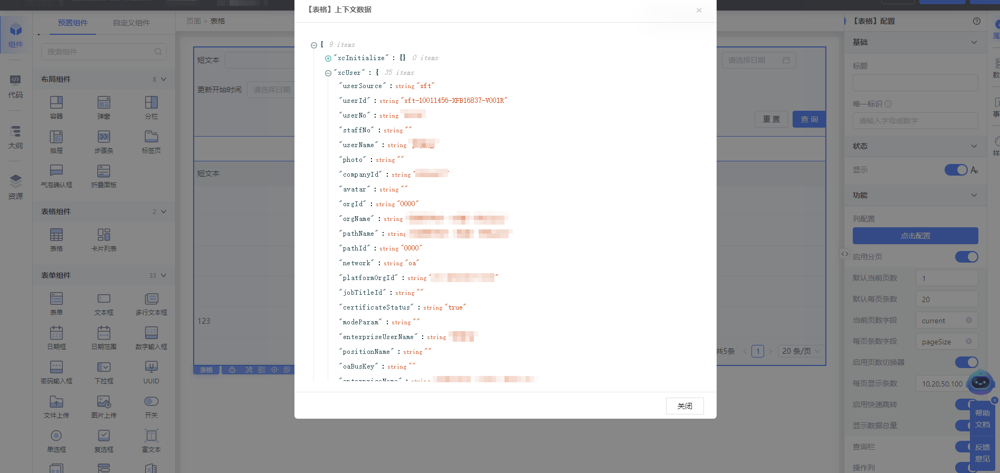 【表格】上下文数据
×
{ 9 items
"xcInitialize" : {} 0 items
"xcUser" : { 35 items
"userSource" : string "xft"
"userId" : string "xft-10011456-XFB16837-V001R"
"userNo" : string
"staffNo" : string ""
"userName" : string
"photo" : string ""
"companyId" : string "
"avatar" : string ""
"orgId" : string "0000"
"orgName" : string
"pathName" : string
"pathId" : string "0000"
"network" : string "oa"
"platformOrgId" : string " "
"jobTitleId" : string ""
"certificateStatus" : string "true"
"modeParam" : string ""
"enterpriseUserName" : string
"positionName" : string ""
"oaBusKey" : string ""
"enterpriseName" : string
关闭
组件
代码
大纲
资源
预置组件 自定义组件
搜索组件
布局组件 8
容器 弹窗 分栏
抽屉 步骤条 标签页
气泡确认框 折叠面板
表格组件 2
表格 卡片列表
表单组件 33
表单 文本框 多行文本框
日期框 日期范围 数字输入框
密码输入框 下拉框 UUID
文件上传 图片上传 开关
单选框 复选框 富文本
页面 > 表格
短文本
请选择日期
更新开始时间 请选择日期
重 置 查 询
短文本
123
共5条 < 1 > 20 条/页
表格
【表格】配置
基础
标题
唯一标识
请输入字母或数字
状态
显示
功能
列配置
点击配置
启用分页
默认当前页数 1
默认每页条数 20
当前页数字段 current
每页条数字段 pageSize
启用页数切换器
每页显示条数 10,20,50,100
启用快速跳转
显示数据总量
查询栏
操作列
帮助
文档
反馈
意见
属
数
事
样